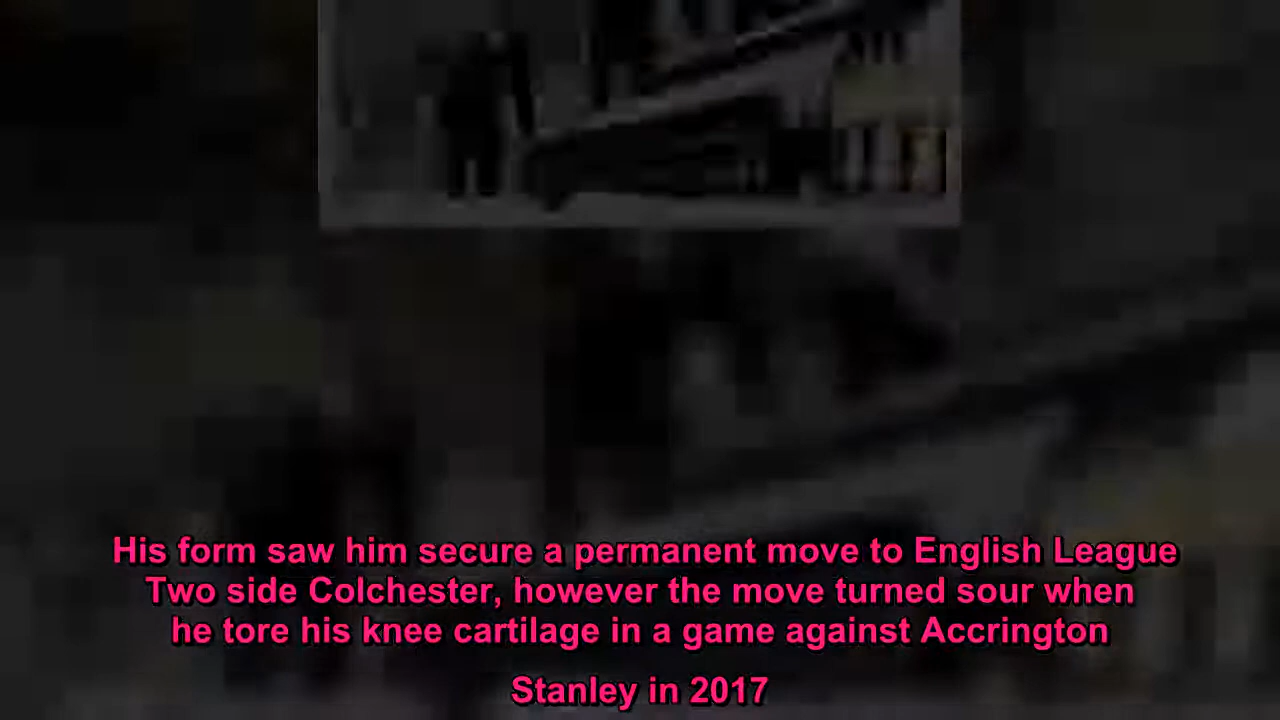 His form saw him secure a permanent move to English League
Two side Colchester, however the move turned sour when
he tore his knee cartilage in a game against Accrington
Stanley in 2017